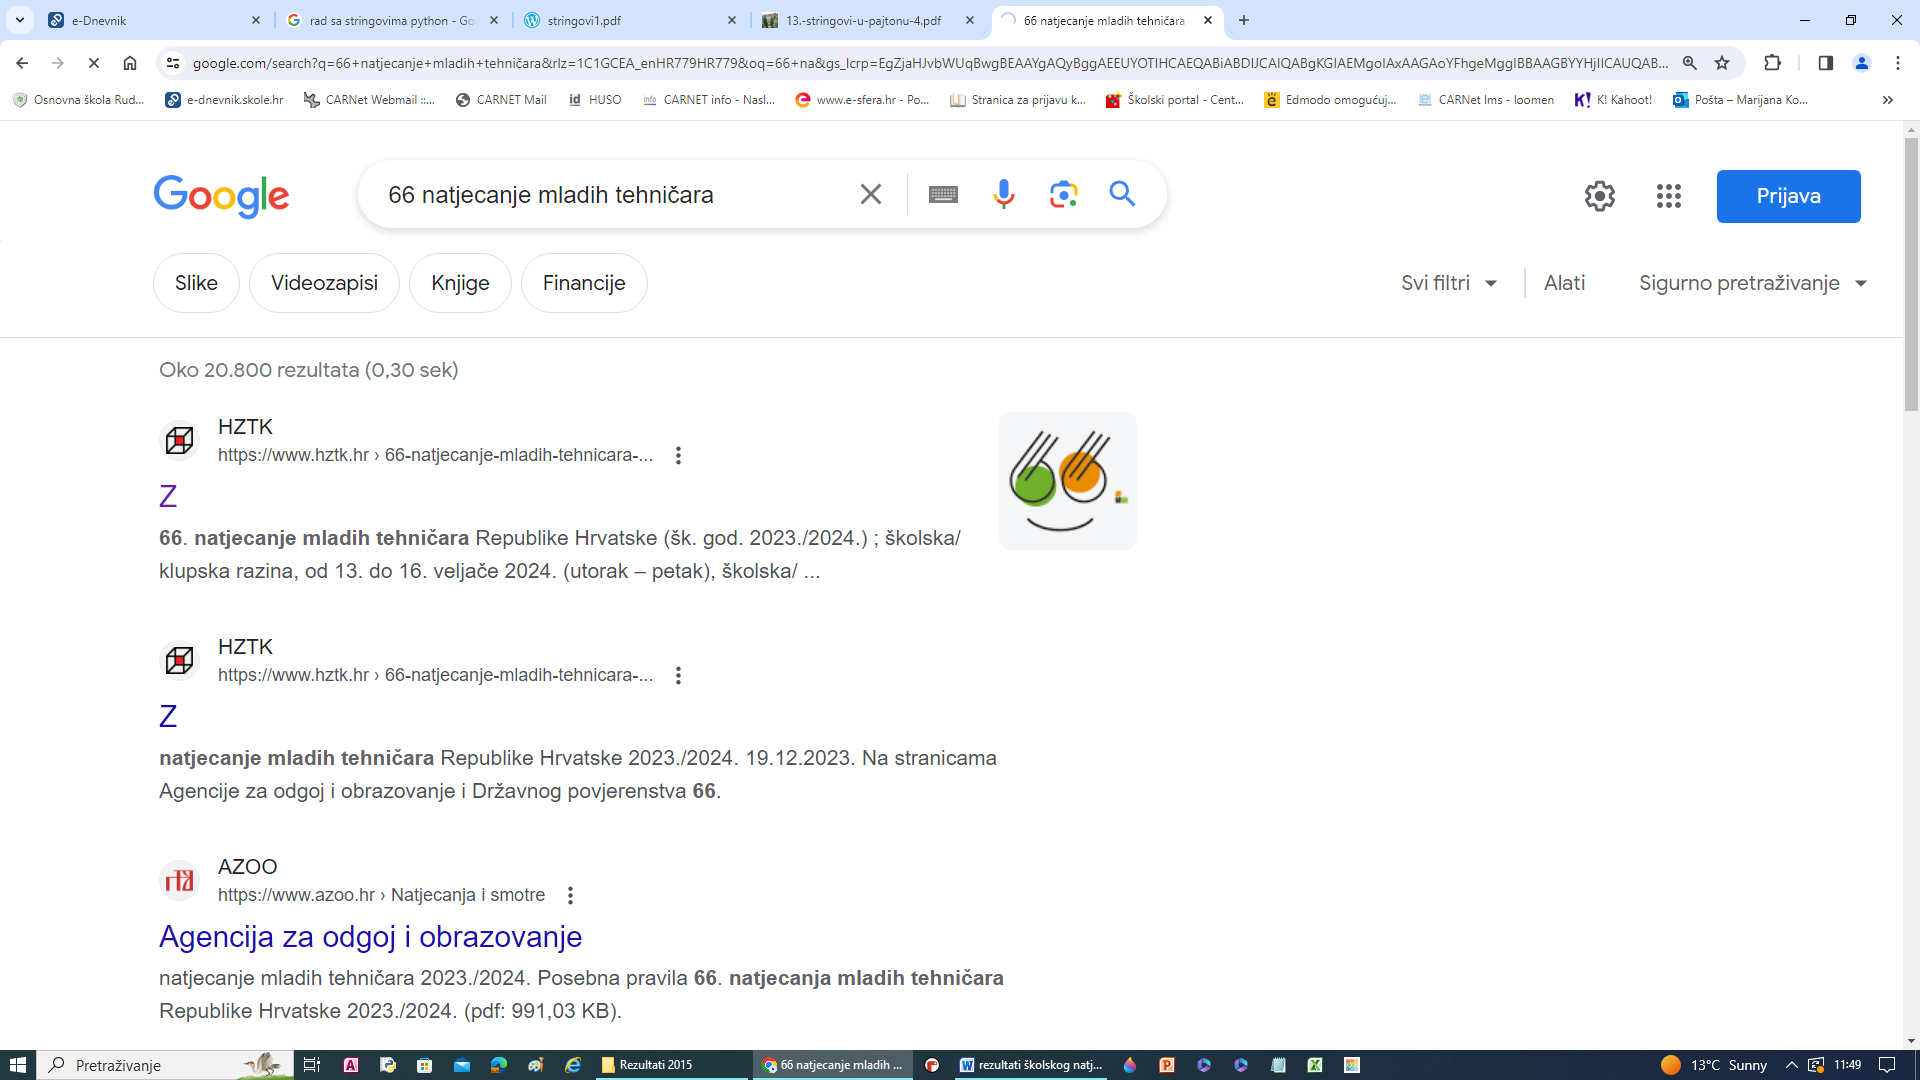 e-Dnevnik
rad sa stringovima python - Goo
stringovi1.pdf
13.-stringovi-u-pajtonu-4.pdf
66 natjecanje mladih tehničara
google.com/search?q=66+natjecanje+mladih+tehničara&rlz=1C1GCEA_enHR779HR779&oq=66+na&gs_lcrp=
Osnovna škola Rud...
e-dnevnik.skole.hr
CARNet Webmail ::...
CARNET Mail
id HUSO
info CARNET info - Nasl...
www.e-sfera.hr - Po...
Stranica za prijavu k...
Školski portal - Cent...
Edmodo omogućuj...
CARNet lms - loomen
K! K! Kahoot!
Pošta – Marijana Ko...
Google
66 natjecanje mladih tehničara
Prijava
Slike
Videozapisi
Knjige
Financije
Svi filtri
Alati
Sigurno pretraživanje
Oko 20.800 rezultata (0,30 sek)
HZTK
https://www.hztk.hr › 66-natjecanje-mladih-tehnicara-...
Z
66. natjecanje mladih tehničara Republike Hrvatske (šk. god. 2023./2024.) ; školska/
klupska razina, od 13. do 16. veljače 2024. (utorak – petak), školska/ ...
HZTK
https://www.hztk.hr › 66-natjecanje-mladih-tehnicara-...
Z
natjecanje mladih tehničara Republike Hrvatske 2023./2024. 19.12.2023. Na stranicama
Agencije za odgoj i obrazovanje i Državnog povjerenstva 66.
AZOO
https://www.azoo.hr › Natjecanja i smotre
Agencija za odgoj i obrazovanje
natjecanje mladih tehničara 2023./2024. Posebna pravila 66. natjecanja mladih tehničara
Republike Hrvatske 2023./2024. (pdf: 991,03 KB).
Pretraživanje
Rezultati 2015
66 natjecanje mladih ...
rezultati školskog natj...
13°C Sunny
11:49